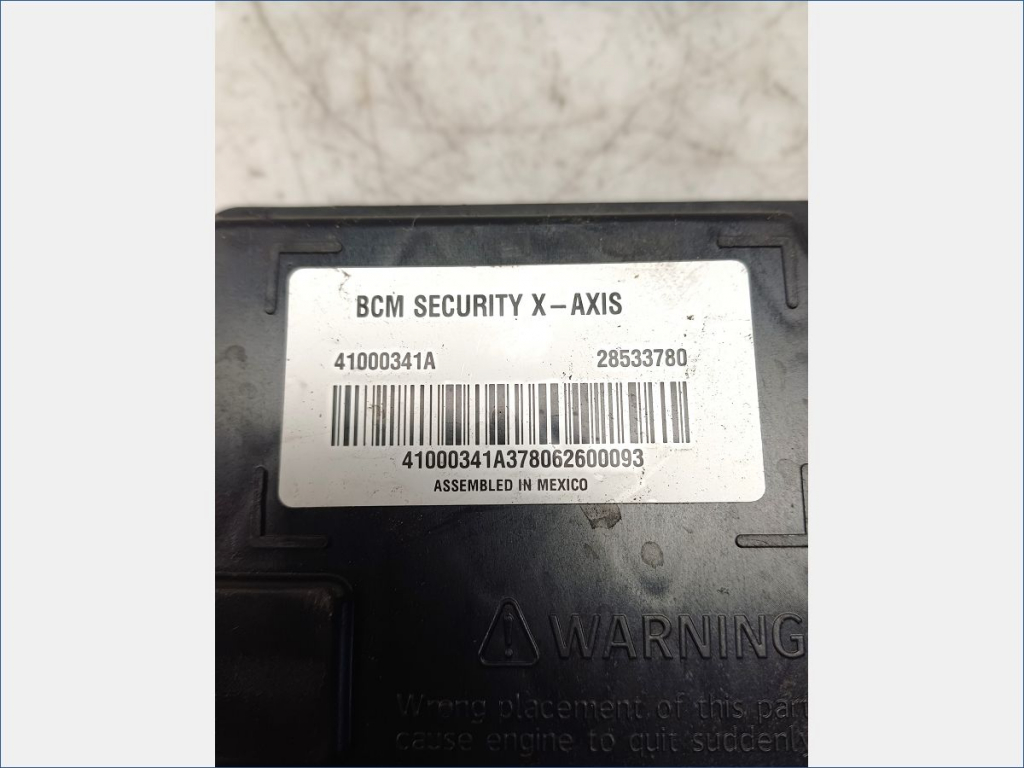 BCM SECURITY X-AXIS
41000341A 28533780
41000341A378062600093
ASSEMBLED IN MEXICO
WARNING
Wrong placement of this part
cause engine to quit suddenly